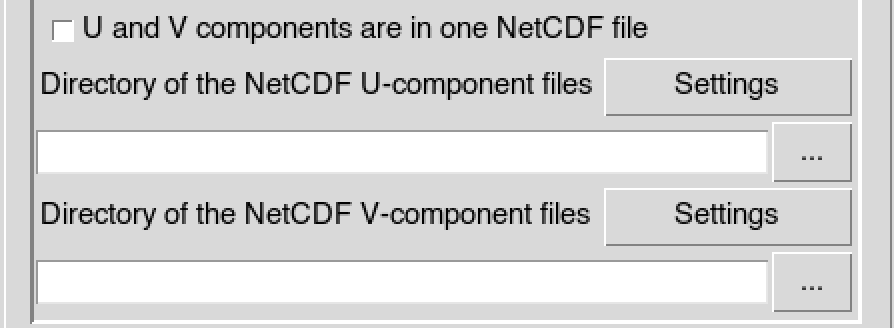 U and V components are in one NetCDF file
Directory of the NetCDF U-component files Settings
...
Directory of the NetCDF V-component files Settings
...